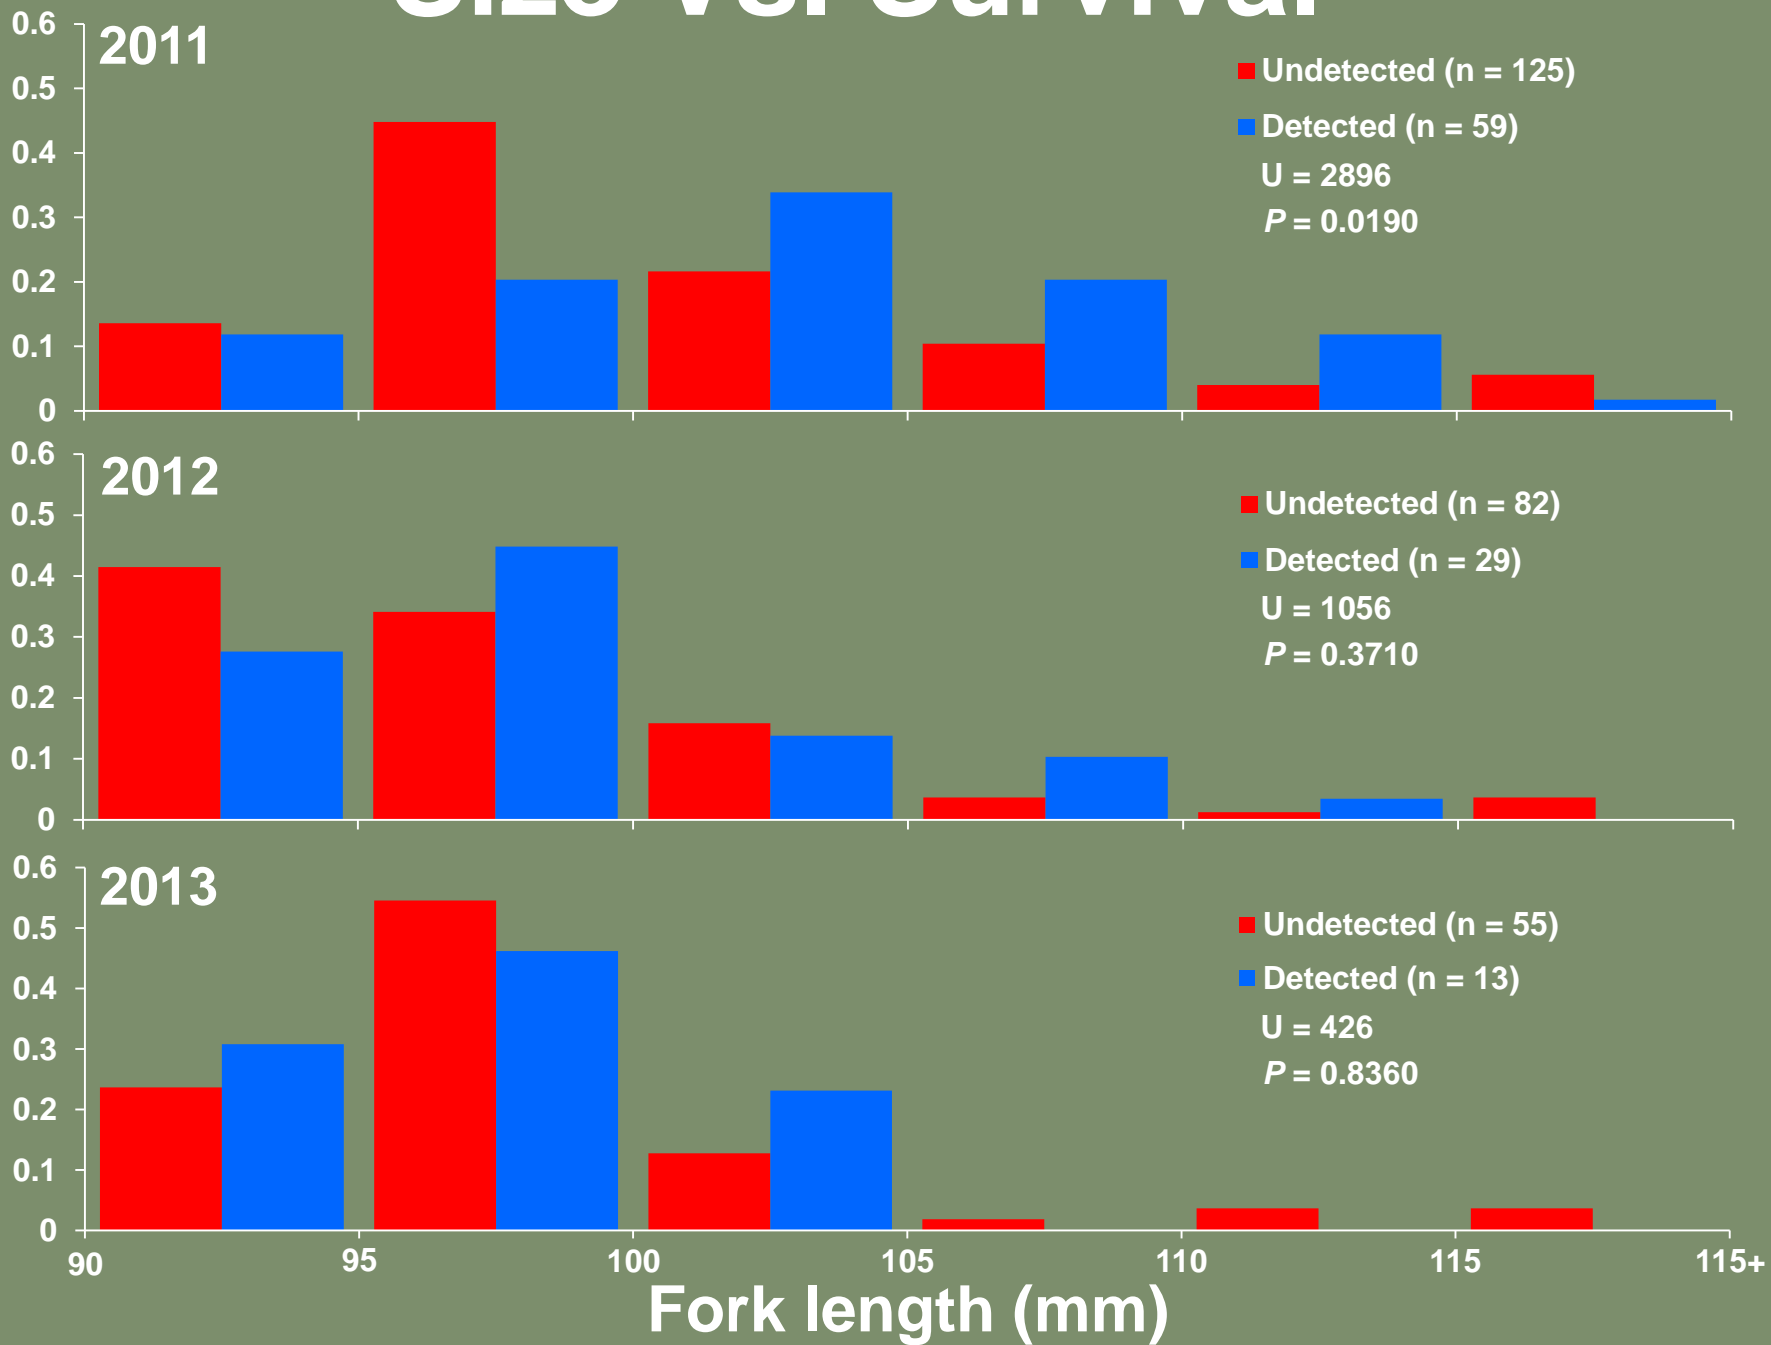 Size vs. Survival
0.6
2011
0.5
0.4
0.3
0.2
0.1
0
Undetected (n = 125)
Detected (n = 59)
U = 2896
P = 0.0190
0.6
2012
0.5
0.4
0.3
0.2
0.1
0
Undetected (n = 82)
Detected (n = 29)
U = 1056
P = 0.3710
0.6
2013
0.5
0.4
0.3
0.2
0.1
0
Undetected (n = 55)
Detected (n = 13)
U = 426
P = 0.8360
90 95 100 105 110 115 115+
Fork length (mm)